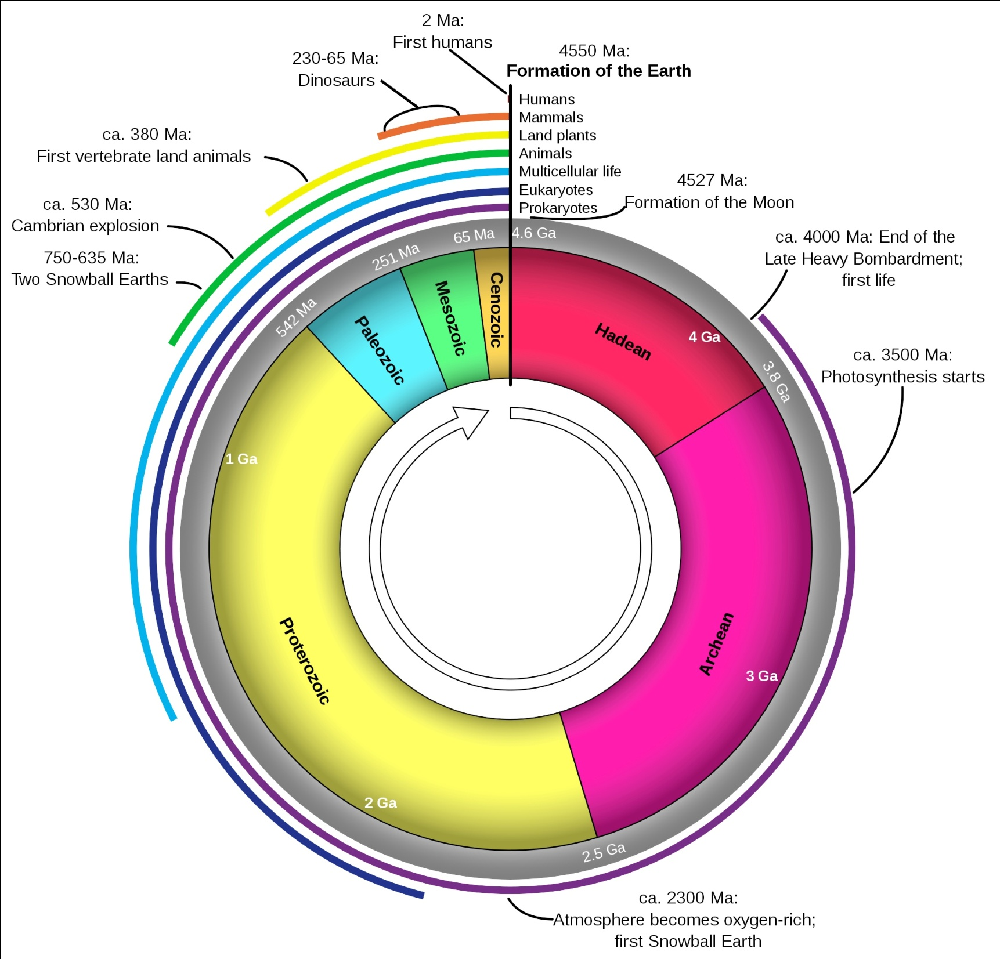 2 Ma:
First humans
4550 Ma:
Formation of the Earth
230-65 Ma:
Dinosaurs
Humans
Mammals
Land plants
Animals
Multicellular life
Eukaryotes
Prokaryotes
ca. 380 Ma:
First vertebrate land animals
4527 Ma:
Formation of the Moon
ca. 530 Ma:
Cambrian explosion
750-635 Ma:
Two Snowball Earths
ca. 4000 Ma: End of the
Late Heavy Bombardment;
first life
ca. 3500 Ma:
Photosynthesis starts
4.6 Ga
65 Ma
251 Ma
542 Ma
3.8 Ga
2.5 Ga
4 Ga
3 Ga
2 Ga
1 Ga
Hadean
Archean
Proterozoic
Paleozoic
Mesozoic
Cenozoic
ca. 2300 Ma:
Atmosphere becomes oxygen-rich;
first Snowball Earth